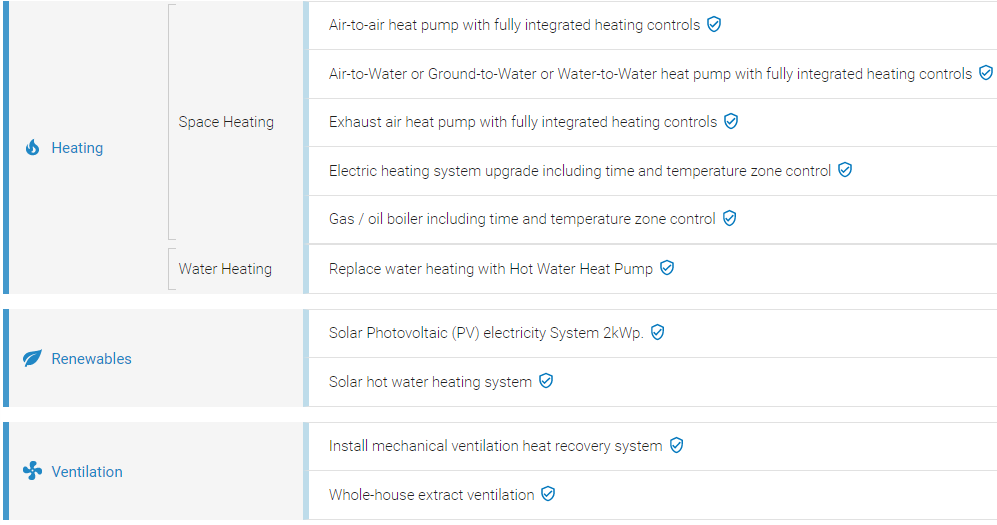 Heating
Space Heating
Air-to-air heat pump with fully integrated heating controls
Air-to-Water or Ground-to-Water or Water-to-Water heat pump with fully integrated heating controls
Exhaust air heat pump with fully integrated heating controls
Electric heating system upgrade including time and temperature zone control
Gas / oil boiler including time and temperature zone control
Water Heating
Replace water heating with Hot Water Heat Pump
Renewables
Solar Photovoltaic (PV) electricity System 2kWp.
Solar hot water heating system
Ventilation
Install mechanical ventilation heat recovery system
Whole-house extract ventilation